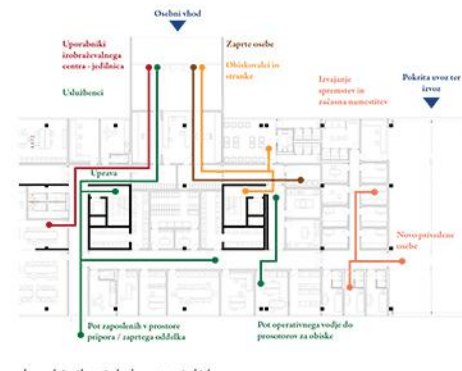 Osebni vhod
Uporabniki
izobraževalnega
centra - jedilnica
Zaprte osebe
Obiskovalci in
stranke
Uslužbenci
Izvajanje
spremstev in
začasna namestitev
Pokrita uvoz ter
izvoz
Uprava
Novo privedene
osebe
Pot zaposlenih v prostore
pripora / zaprtega oddelka
Pot operativnega vodje do
prosotorov za obiske